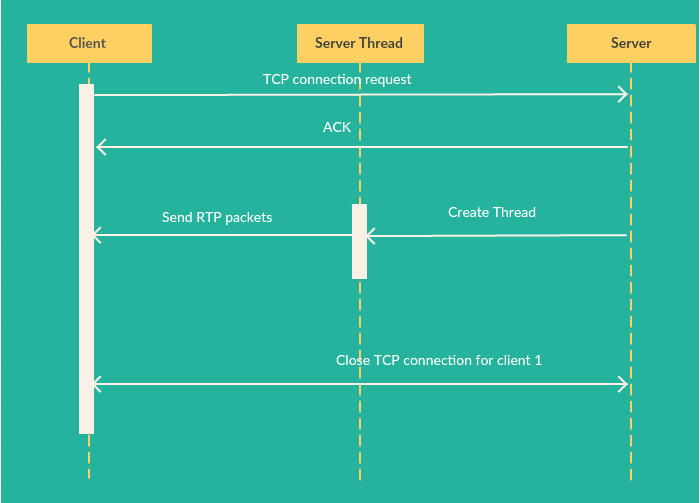 Client
Server Thread
Server
TCP connection request
ACK
Create Thread
Send RTP packets
Close TCP connection for client 1